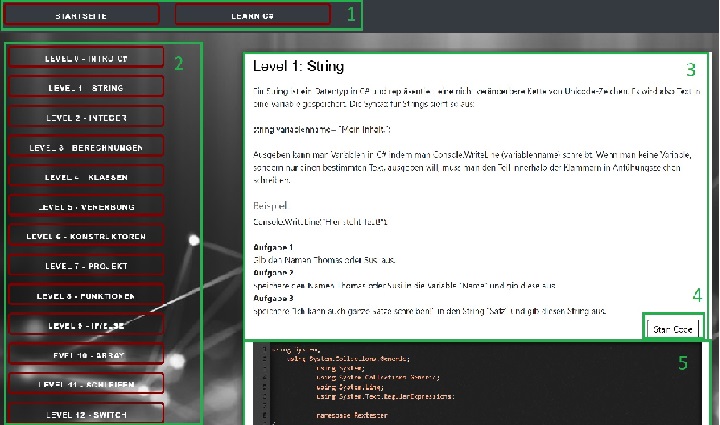 STARTSEITE
LEARN C#
1
2
LEVEL 0 - INTRO C#
LEVEL 1 - STRING
LEVEL 2 - INTEGER
LEVEL 3 - BERECHNUNGEN
LEVEL 4 - KLASSEN
LEVEL 5 - VERERBUNG
LEVEL 6 - KONSTRUKTOREN
LEVEL 7 - PROJEKT
LEVEL 8 - FUNKTIONEN
LEVEL 9 - IF/ELSE
LEVEL 10 - ARRAY
LEVEL 11 - SCHLEIFEN
LEVEL 12 - SWITCH
Level 1: String
3
Ein String ist ein Datentyp in C# und repräsentiert eine nicht veränderbare Kette von Unicode-Zeichen. Es wird also Text in
eine Variable gespeichert. Die Syntax für Strings sieht so aus:
string variablenname= "Mein Inhalt.";
Ausgeben kann man Variablen in C# indem man Console.WriteLine (variablenname) schreibt. Wenn man keine Variable,
sondern nur einen bestimmten Text, ausgeben will, muss man den Teil innerhalb der Klammern in Anführungszeichen
schreiben.
Beispiel
Console.WriteLine("Hier steht Text!");
Aufgabe 1
Gib den Namen Thomas oder Susi aus.
Aufgabe 2
Speichere den Namen Thomas oder Susi in die Variable "Name" und gib diese aus.
Aufgabe 3
Speichere "Ich kann auch ganze Sätze schreiben!" in den String "Satz" und gib diesen String aus.
4
Start Code
5
using System.Collections.Generic;
using System;
using System.Collections.Generic;
using System.Linq;
using System.Text.RegularExpressions;
namespace Rextester